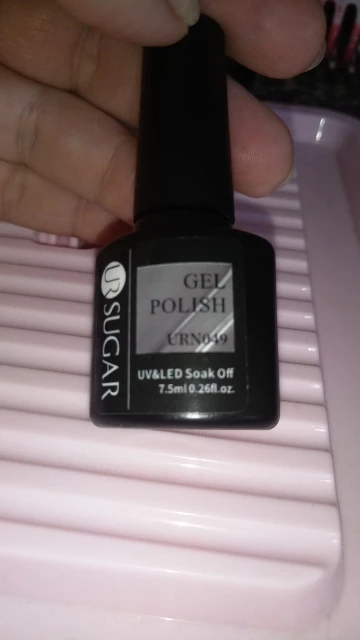 GEL
POLISH
URN049
UR SUGAR
UV&LED Soak Off
7.5ml 0.26fl.oz.